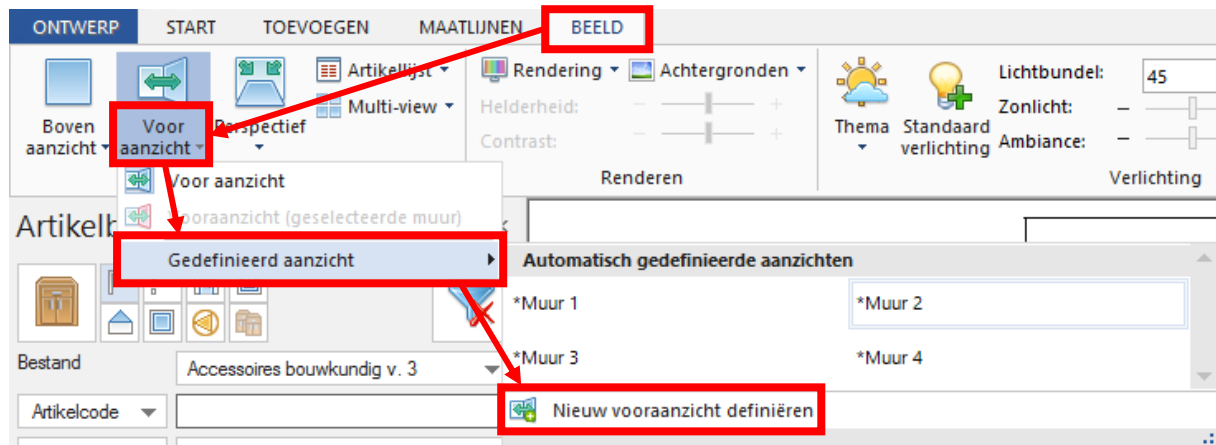 ONTWERP START TOEVOEGEN MAATLIJNEN BEELD
Artikellijst Rendering Achtergronden Lichtbundel: 45
Multi-view Helderheid: Zonlicht:
Boven aanzicht Voor aanzicht Perspectief Contrast: Thema Standaard verlichting Ambiance:
Renderen Verlichting
Voor aanzicht
Vooraanzicht (geselecteerde muur)
Gedefinieerd aanzicht
Automatisch gedefinieerde aanzichten
*Muur 1 *Muur 2
*Muur 3 *Muur 4
Bestand Accessoires bouwkundig v. 3
Artikelcode Nieuw vooraanzicht definiëren